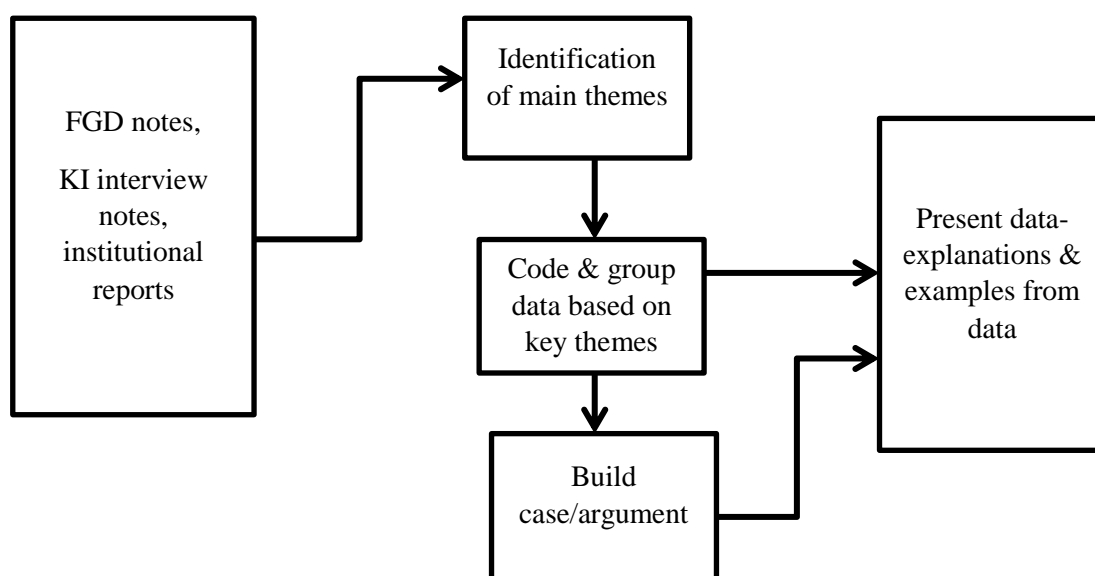 FGD notes,
KI interview
notes,
institutional
reports
Identification
of main themes
Code & group
data based on
key themes
Build
case/argument
Present data-
explanations &
examples from
data